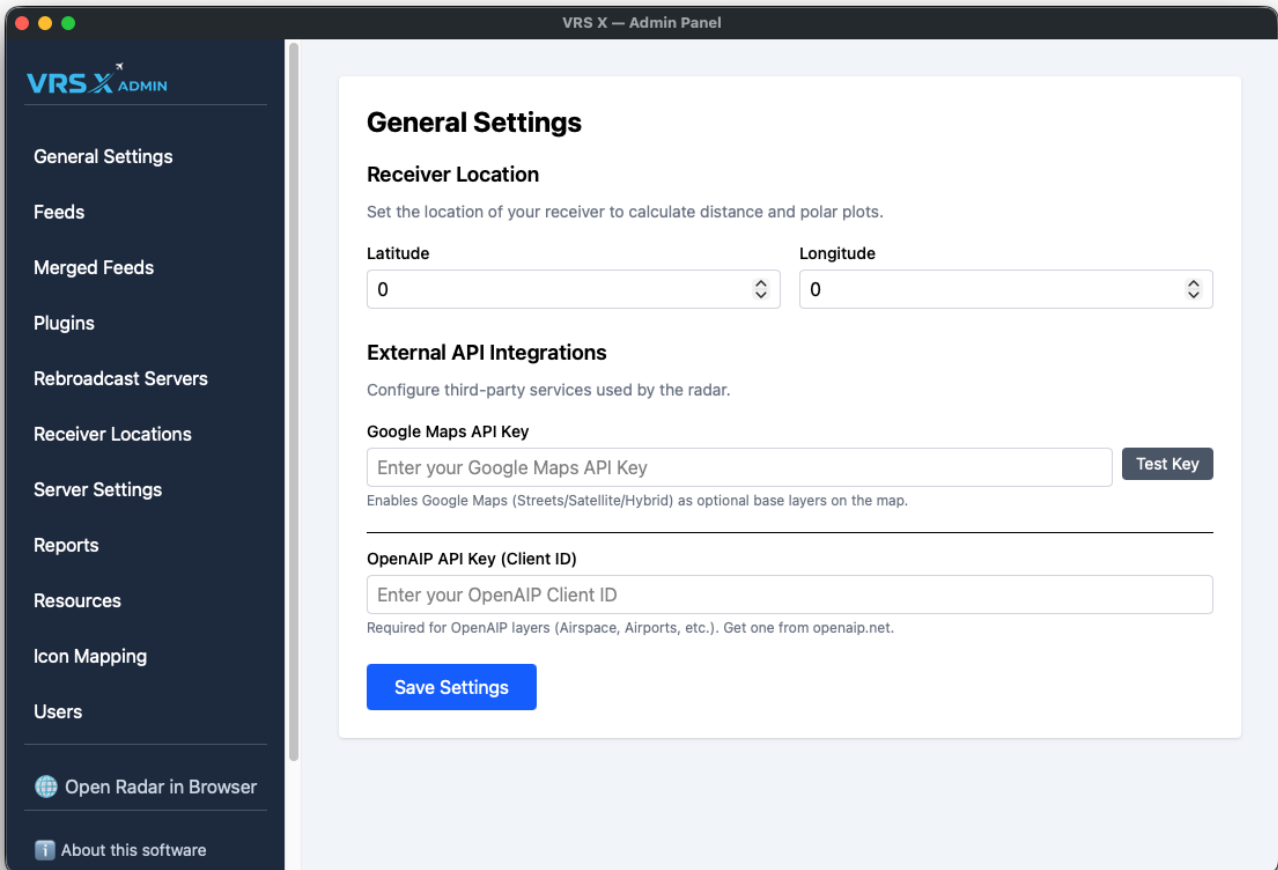 VRS X — Admin Panel
VRS X ADMIN
General Settings
Feeds
Merged Feeds
Plugins
Rebroadcast Servers
Receiver Locations
Server Settings
Reports
Resources
Icon Mapping
Users
Open Radar in Browser
About this software
General Settings
Receiver Location
Set the location of your receiver to calculate distance and polar plots.
Latitude Longitude
0 0
External API Integrations
Configure third-party services used by the radar.
Google Maps API Key
Enter your Google Maps API Key Test Key
Enables Google Maps (Streets/Satellite/Hybrid) as optional base layers on the map.
OpenAIP API Key (Client ID)
Enter your OpenAIP Client ID
Required for OpenAIP layers (Airspace, Airports, etc.). Get one from openaip.net.
Save Settings